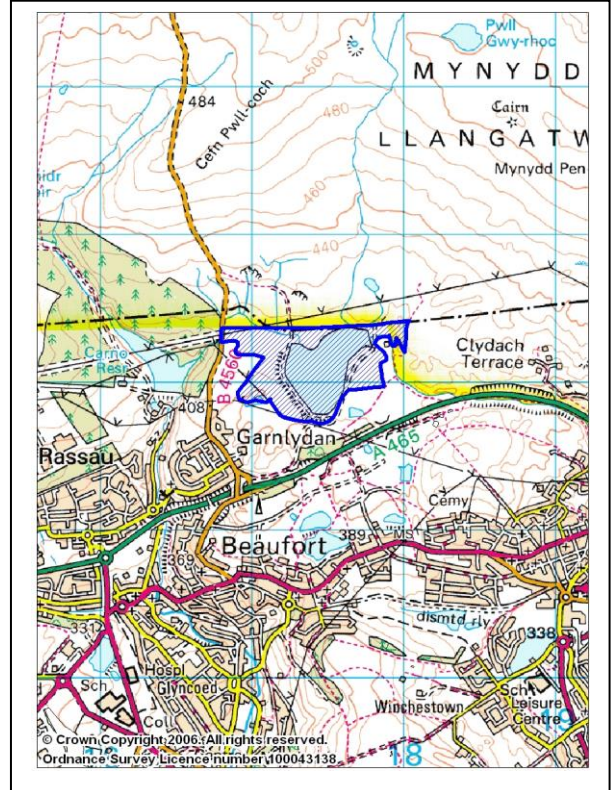 Pwll
Gwy-rhoc
MYNYDD
500
484
Cefn Pwll-coch
480
Cairn
LLANGATW
Mynydd Pen
460
440
Carno
Resr
B 4560
Clydach
Terrace
408
Garnlydan
A 465
Rassau
Cemy
Beaufort
389
MS
369
dismtd rly
331
338
Hospl
Glyncoed
Sch
Winchestown
Sch
Leisure
Centre
Coll
© Crown Copyright 2006. All rights reserved.
Ordnance Survey Licence number 100043138
18